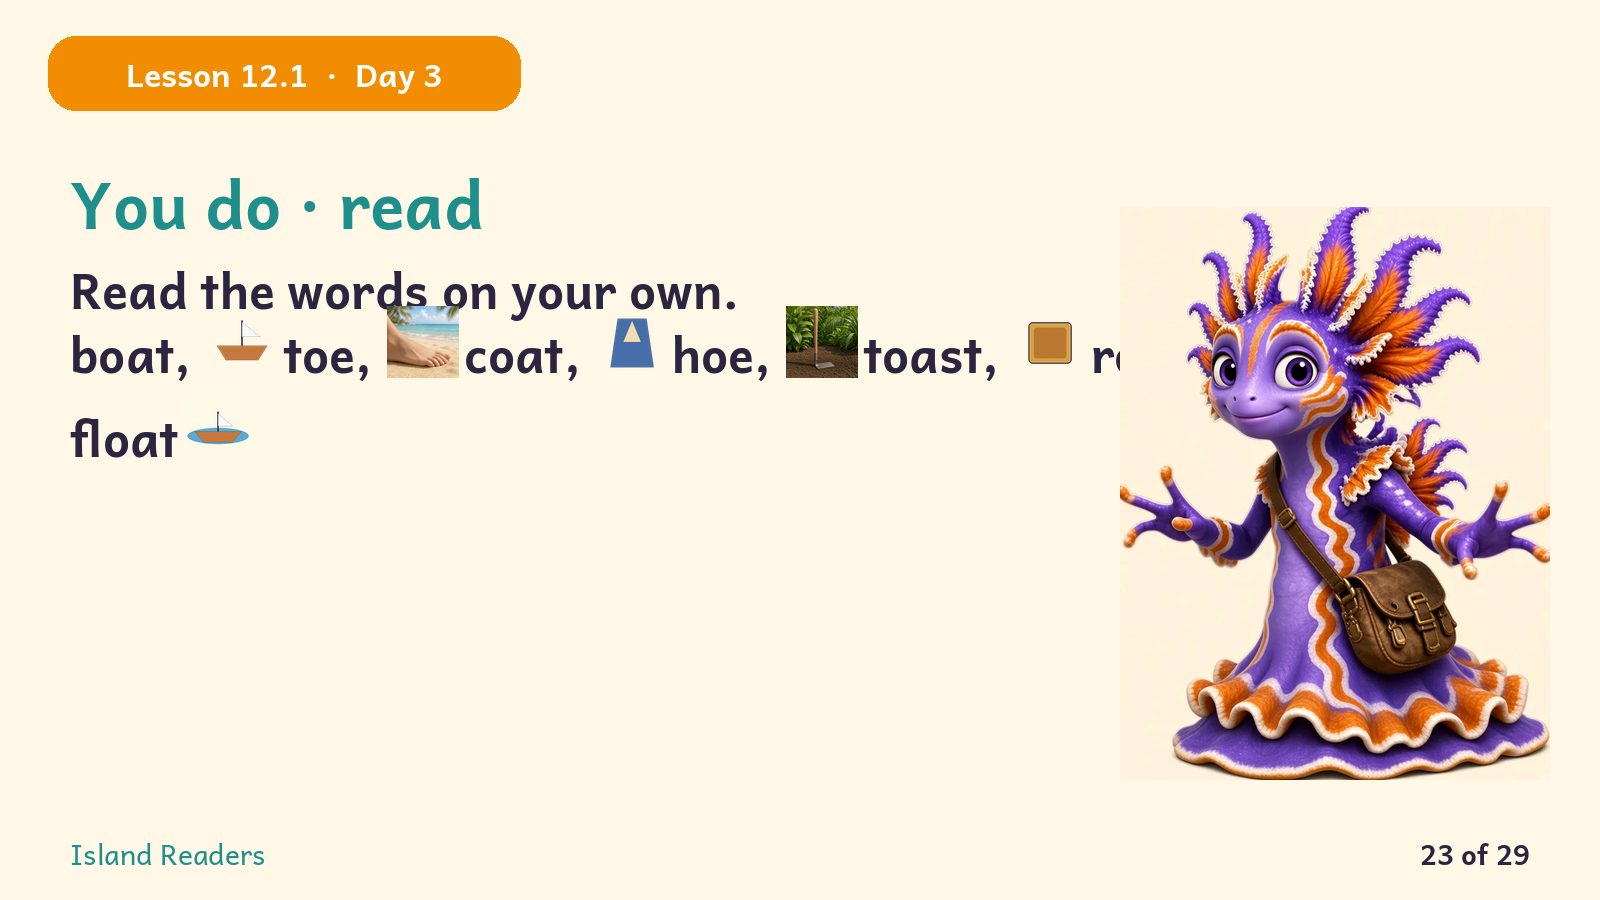 Lesson 12.1 · Day 3
You do · read
Read the words on your own.
boat, toe, coat, hoe, toast,
float
Island Readers
23 of 29